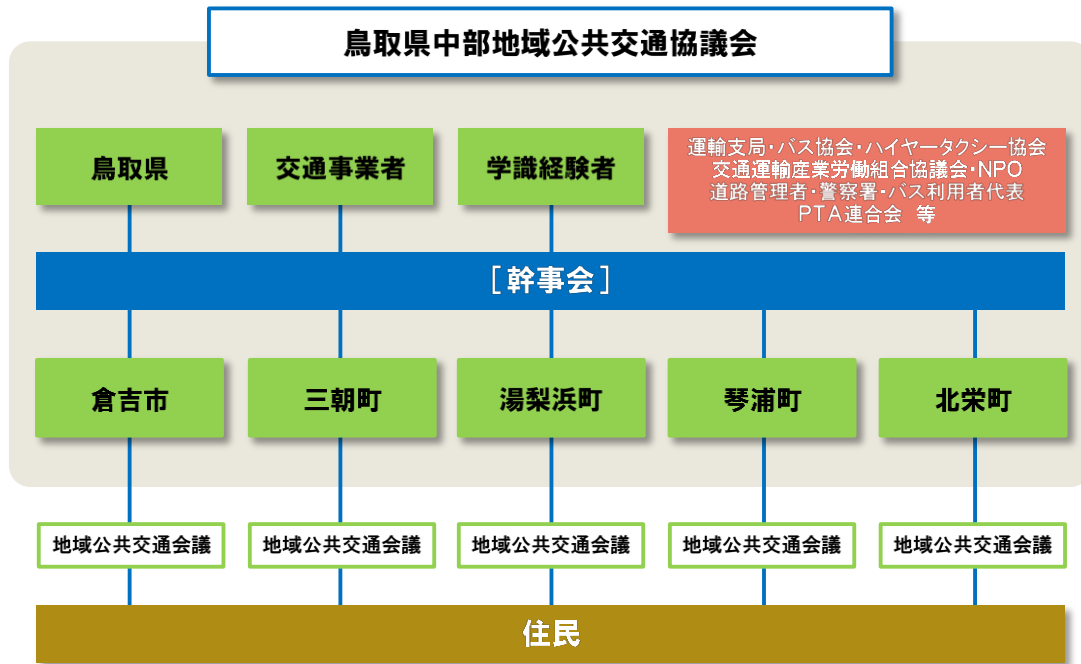 鳥取県中部地域公共交通協議会
鳥取県
交通事業者
学識経験者
運輸支局・バス協会・ハイヤータクシー協会
交通運輸産業労働組合協議会・NPO
道路管理者・警察署・バス利用者代表
PTA連合会 等
［幹事会］
倉吉市
三朝町
湯梨浜町
琴浦町
北栄町
地域公共交通会議
地域公共交通会議
地域公共交通会議
地域公共交通会議
地域公共交通会議
住民